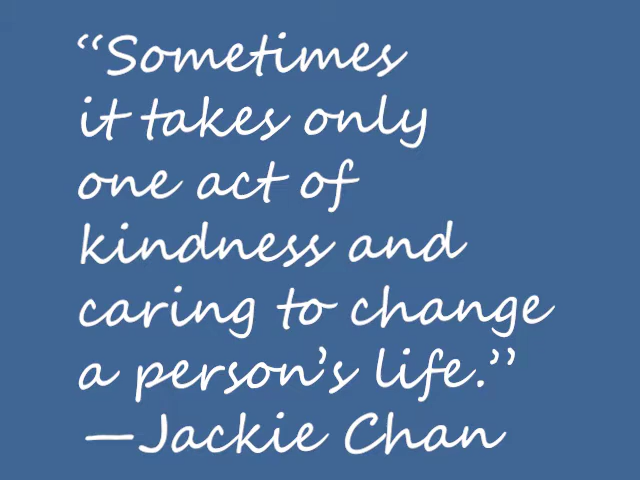 “Sometimes
it takes only
one act of
kindness and
caring to change
a person’s life.”
—Jackie Chan